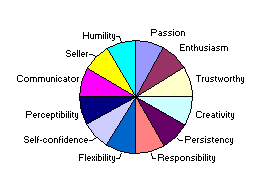 Humility
Passion
Seller
Enthusiasm
Communicator
Trustworthy
Perceptibility
Creativity
Self-confidence
Persistency
Flexibility
Responsibility